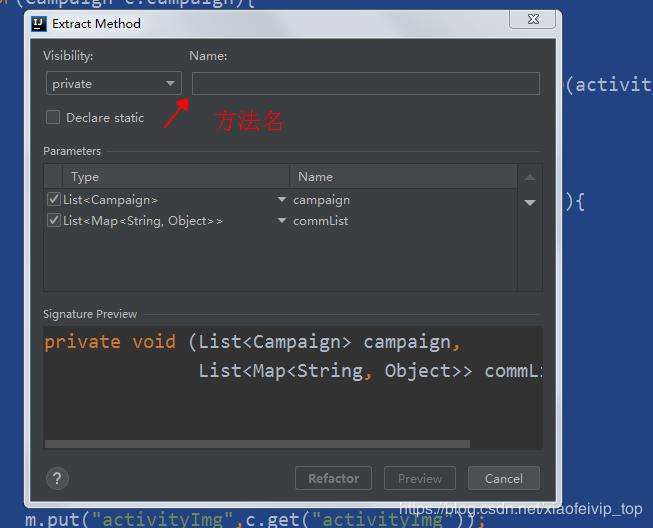 or(Campaign c:campaign){
Extract Method
Visibility:
Name:
private
(activit
Declare static
方法名
Parameters
Type
Name
List<Campaign>
campaign
){
List<Map<String, Object>>
commList
Signature Preview
private void (List<Campaign> campaign,
List<Map<String, Object>> commLi
?
Refactor
Preview
Cancel
https://blog.csdn.net/xiaofeivip_top
m.put("activityImg",c.get("activityImg"));